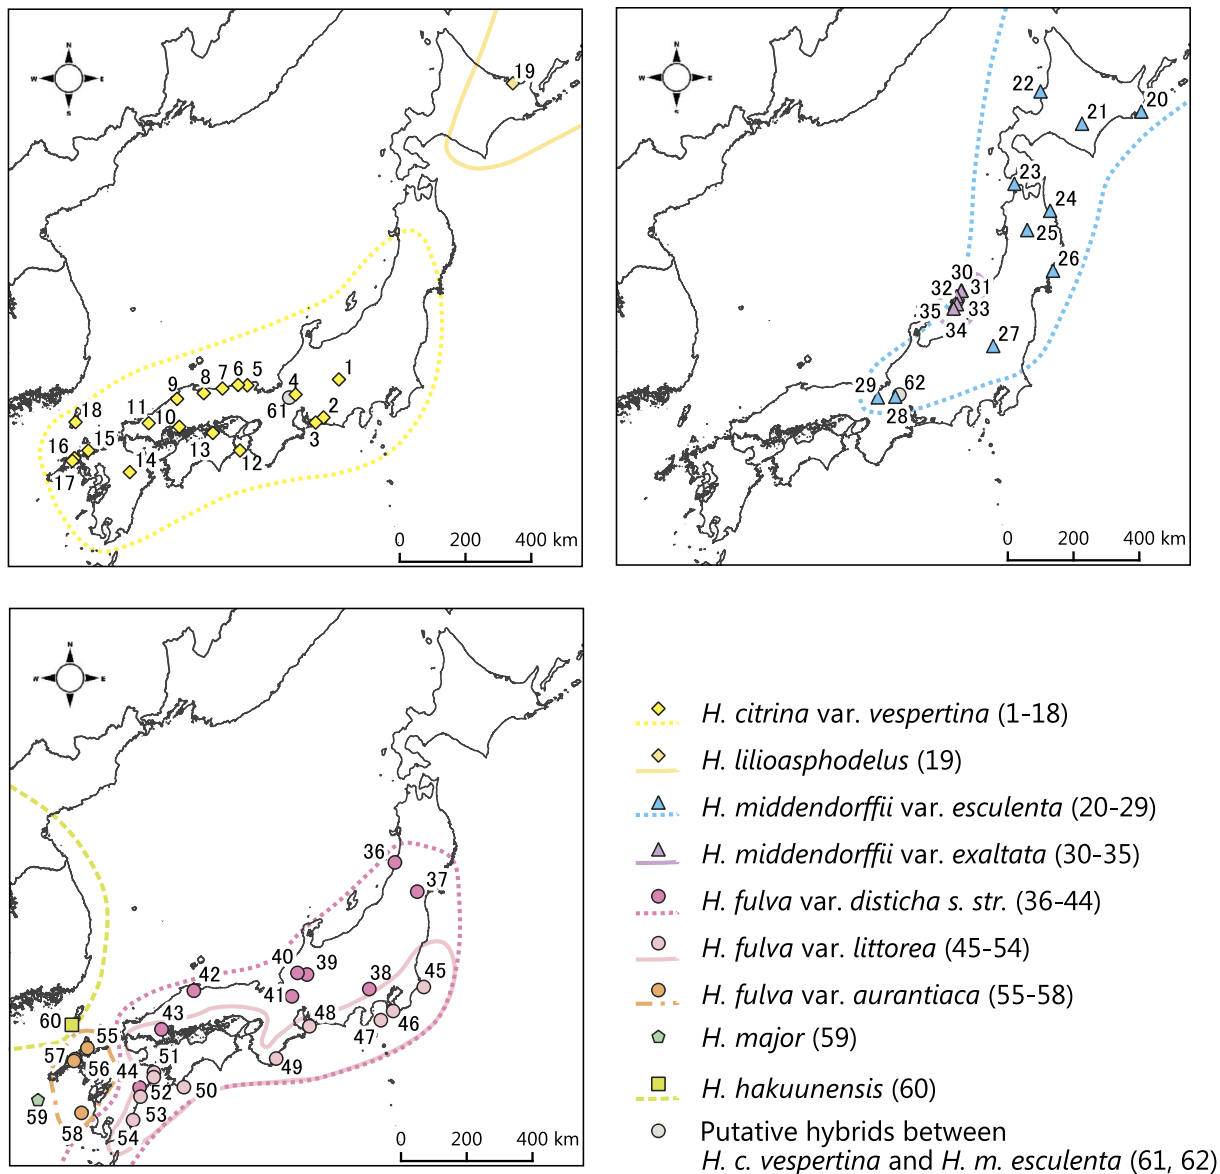 N
W E
S
19
1
2
3
4
5
6
7
8
9
10
11
12
13
14
15
16
17
18
61
0 200 400 km
N
W E
S
20
21
22
23
24
25
26
27
28
29
30
31
32
33
34
35
62
0 200 400 km
N
W E
S
36
37
38
39
40
41
42
43
44
45
46
47
48
49
50
51
52
53
54
55
56
57
58
59
60
0 200 400 km
H. citrina var. vespertina (1-18)
H. lilioasphodelus (19)
H. middendorffii var. esculenta (20-29)
H. middendorffii var. exaltata (30-35)
H. fulva var. disticha s. str. (36-44)
H. fulva var. littorea (45-54)
H. fulva var. aurantiaca (55-58)
H. major (59)
H. hakuunensis (60)
Putative hybrids between
H. c. vespertina and H. m. esculenta (61, 62)